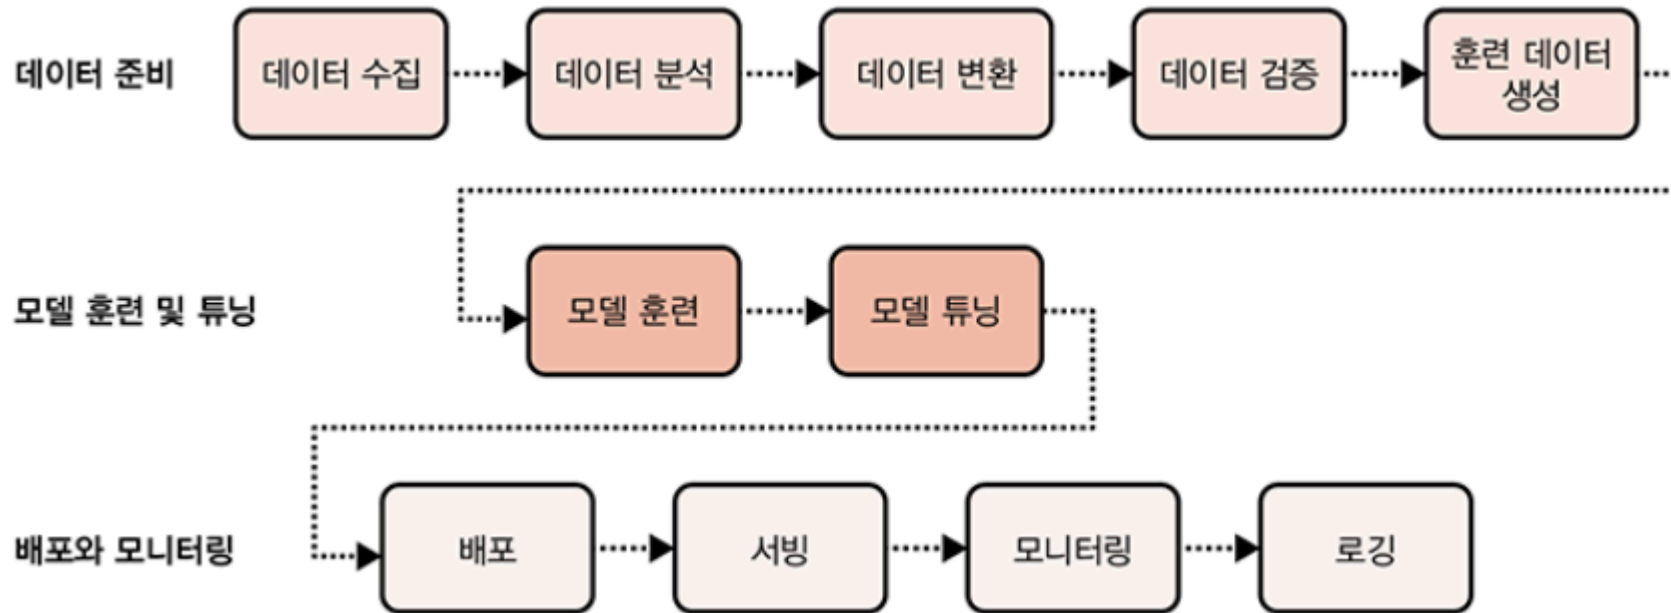 데이터 준비
데이터 수집
데이터 분석
데이터 변환
데이터 검증
훈련 데이터
생성
모델 훈련 및 튜닝
모델 훈련
모델 튜닝
배포와 모니터링
배포
서빙
모니터링
로깅